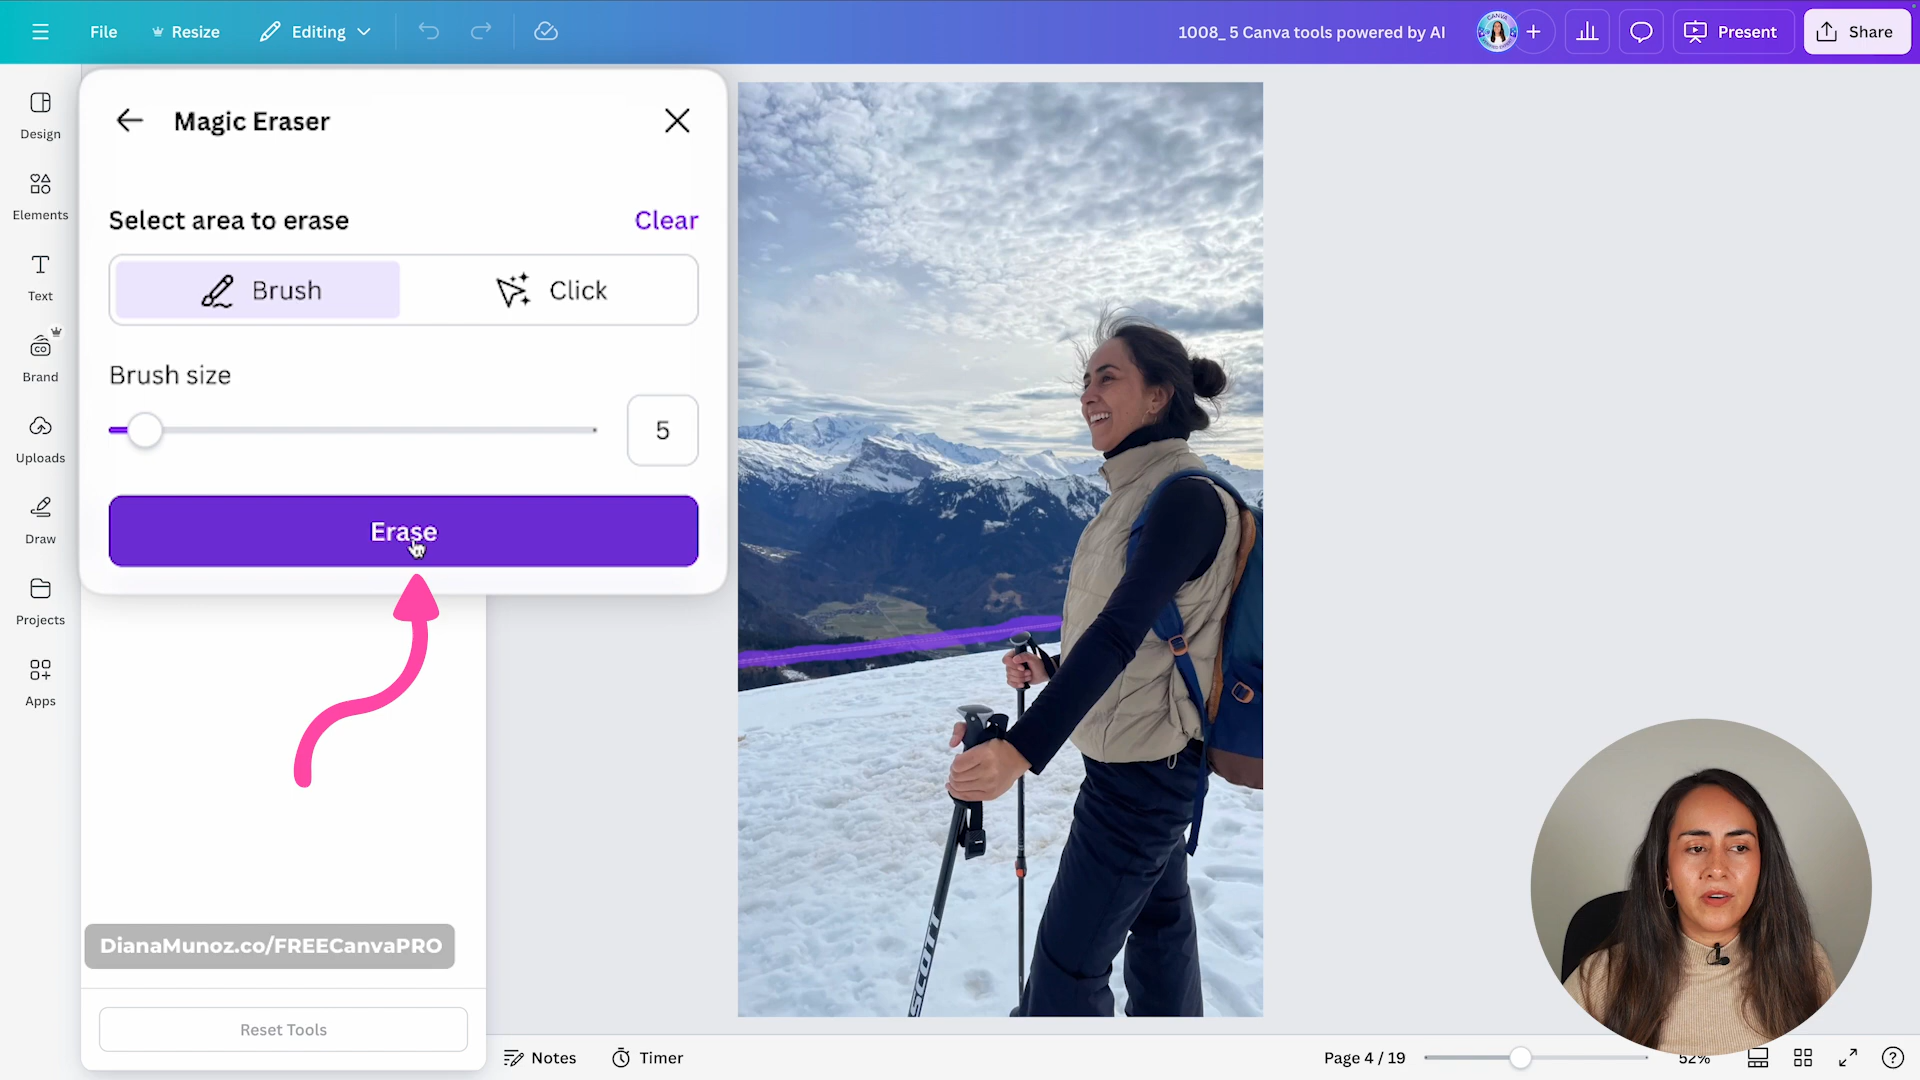 File
Resize
Editing
1008_ 5 Canva tools powered by AI
CANVA
Present
Share
Design
Elements
Text
Brand
Uploads
Draw
Projects
Apps
Magic Eraser
Select area to erase
Clear
Brush
Click
Brush size
5
Erase
SCOTT
DianaMunoz.co/FREECanvaPRO
Reset Tools
Notes
Timer
Page 4 / 19
52%